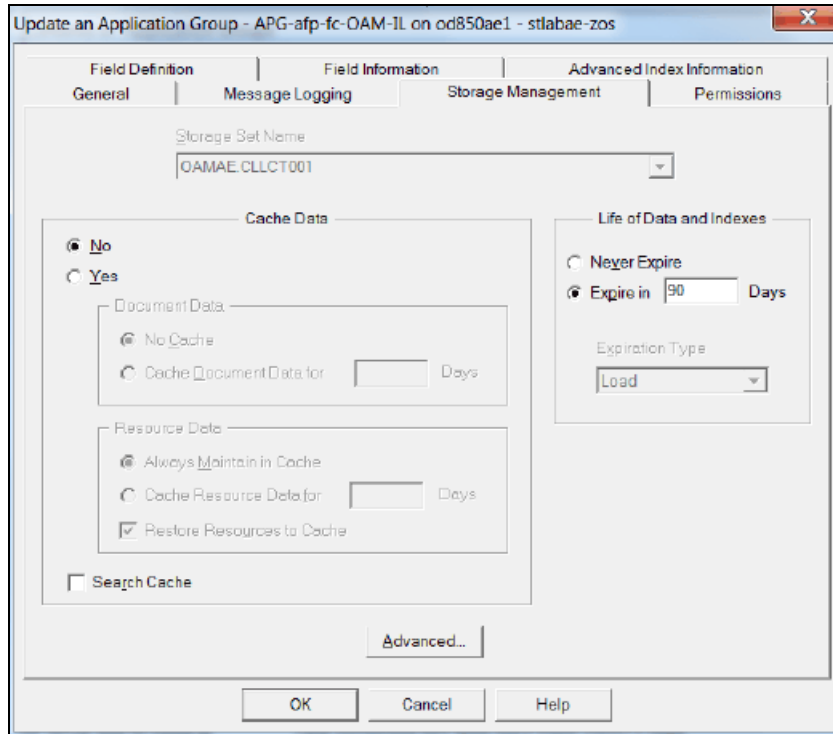 Update an Application Group - APG-afp-fc-OAM-IL on od850ae1 - stlabae-zos
Field Definition Field Information Advanced Index Information
General Message Logging Storage Management Permissions
Storage Set Name
OAMAE.CLLCT001
Cache Data
No
Yes
Document Data
No Cache
Cache Document Data for Days
Resource Data
Always Maintain in Cache
Cache Resource Data for Days
Restore Resources to Cache
Search Cache
Life of Data and Indexes
Never Expire
Expire in 90 Days
Expiration Type
Load
Advanced...
OK Cancel Help